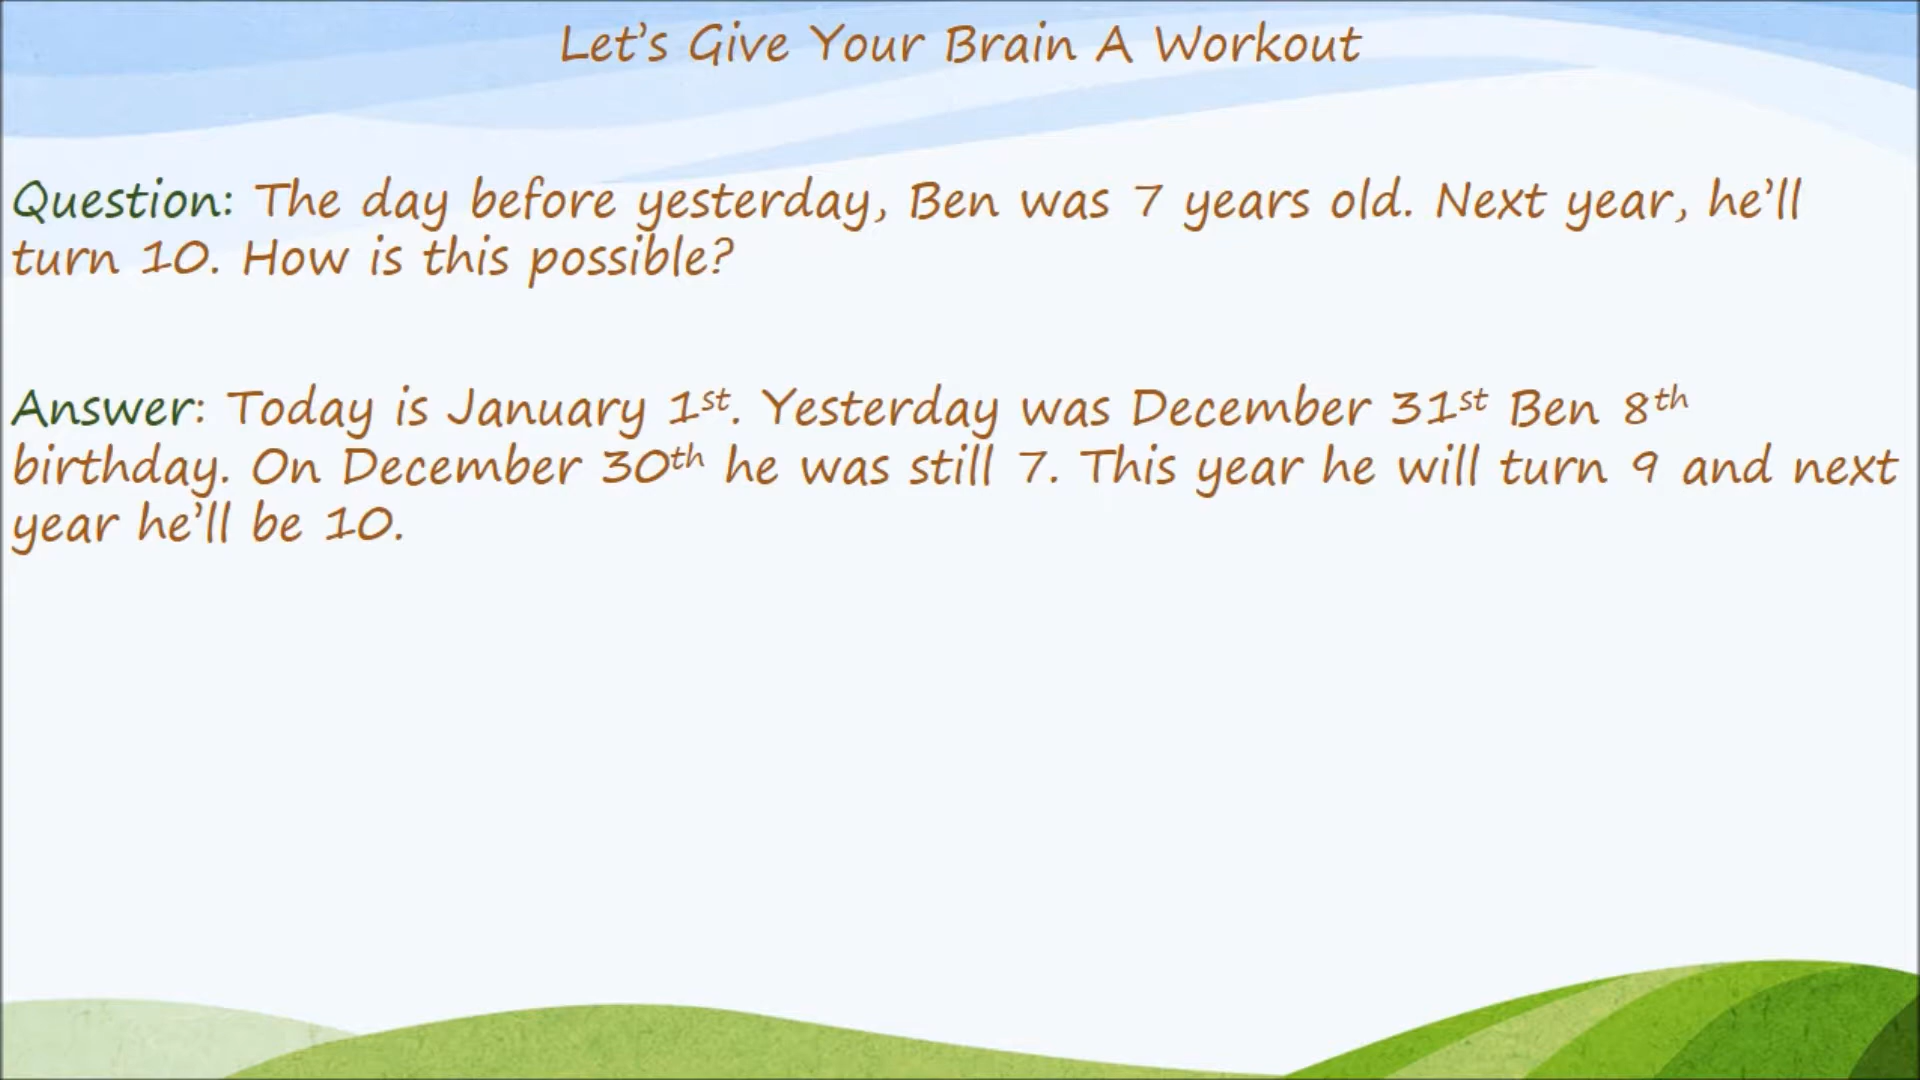 Let's Give Your Brain A Workout
Question: The day before yesterday, Ben was 7 years old. Next year, he'll
turn 10. How is this possible?
Answer: Today is January 1st. Yesterday was December 31st Ben 8th
birthday. On December 30th he was still 7. This year he will turn 9 and next
year he'll be 10.